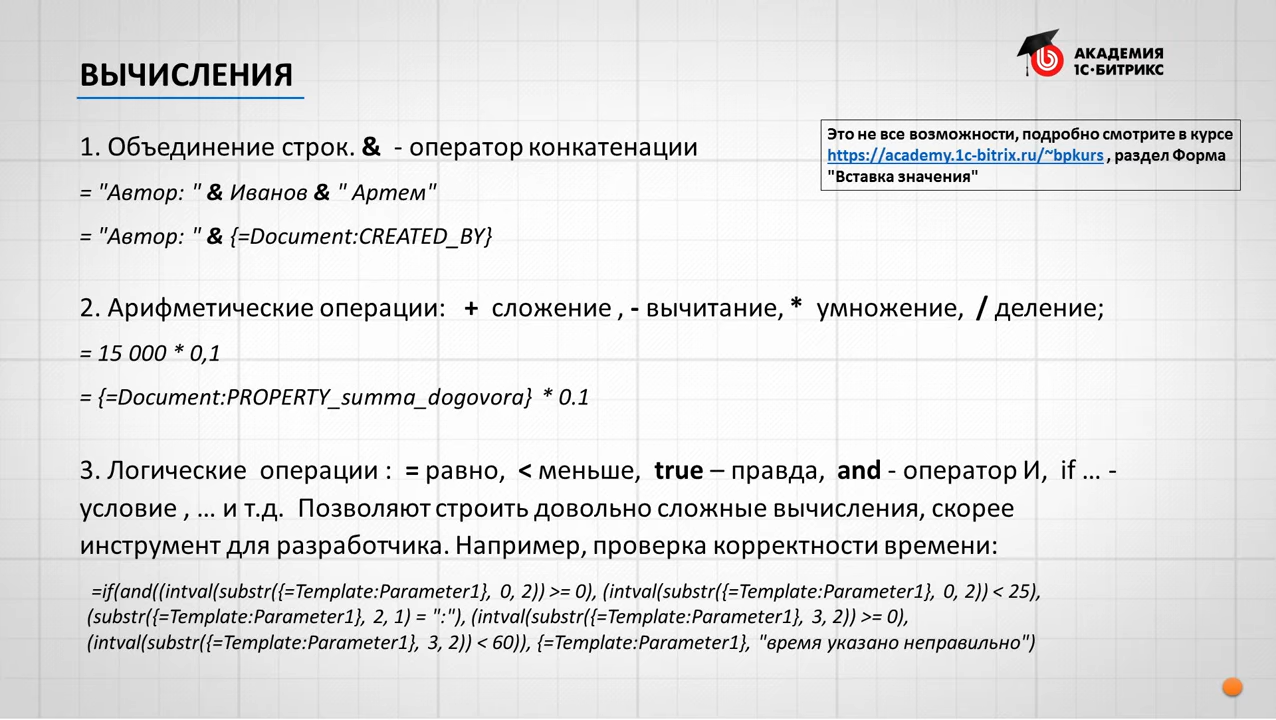 ВЫЧИСЛЕНИЯ
АКАДЕМИЯ
1С·БИТРИКС
Это не все возможности, подробно смотрите в курсе
https://academy.1c-bitrix.ru/~bpkurs , раздел Форма
"Вставка значения"
1. Объединение строк. & - оператор конкатенации
= "Автор: " & Иванов & " Артем"
= "Автор: " & {=Document:CREATED_BY}
2. Арифметические операции: + сложение , - вычитание, * умножение, / деление;
= 15 000 * 0,1
= {=Document:PROPERTY_summa_dogovora} * 0.1
3. Логические операции : = равно, < меньше, true – правда, and - оператор И, if ... -
условие , ... и т.д. Позволяют строить довольно сложные вычисления, скорее
инструмент для разработчика. Например, проверка корректности времени:
=if(and((intval(substr({=Template:Parameter1}, 0, 2)) >= 0), (intval(substr({=Template:Parameter1}, 0, 2)) < 25),
(substr({=Template:Parameter1}, 2, 1) = ":"), (intval(substr({=Template:Parameter1}, 3, 2)) >= 0),
(intval(substr({=Template:Parameter1}, 3, 2)) < 60)), {=Template:Parameter1}, "время указано неправильно")